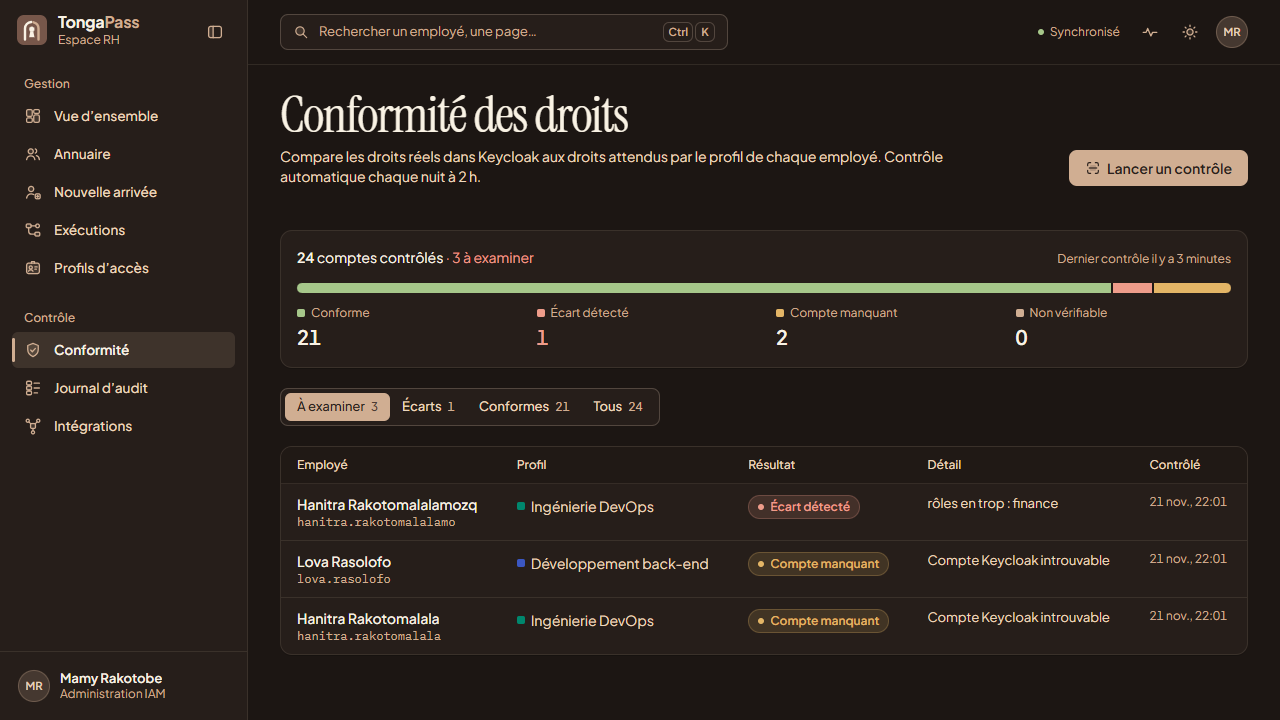 TongaPass
Espace RH
Rechercher un employé, une page…
Ctrl K
Synchronisé
MR
Gestion
Vue d’ensemble
Annuaire
Nouvelle arrivée
Exécutions
Profils d’accès
Contrôle
Conformité
Journal d’audit
Intégrations
MR
Mamy Rakotobe
Administration IAM
Conformité des droits
Compare les droits réels dans Keycloak aux droits attendus par le profil de chaque employé. Contrôle
automatique chaque nuit à 2 h.
Lancer un contrôle
24 comptes contrôlés · 3 à examiner
Dernier contrôle il y a 3 minutes
Conforme Écart détecté Compte manquant Non vérifiable
21 1 2 0
À examiner 3 Écarts 1 Conformes 21 Tous 24
Employé Profil Résultat Détail Contrôlé
Hanitra Rakotomalalamozq Ingénierie DevOps Écart détecté rôles en trop : finance 21 nov., 22:01
hanitra.rakotomalalamo
Lova Rasolofo Développement back-end Compte manquant Compte Keycloak introuvable 21 nov., 22:01
lova.rasolofo
Hanitra Rakotomalala Ingénierie DevOps Compte manquant Compte Keycloak introuvable 21 nov., 22:01
hanitra.rakotomalala